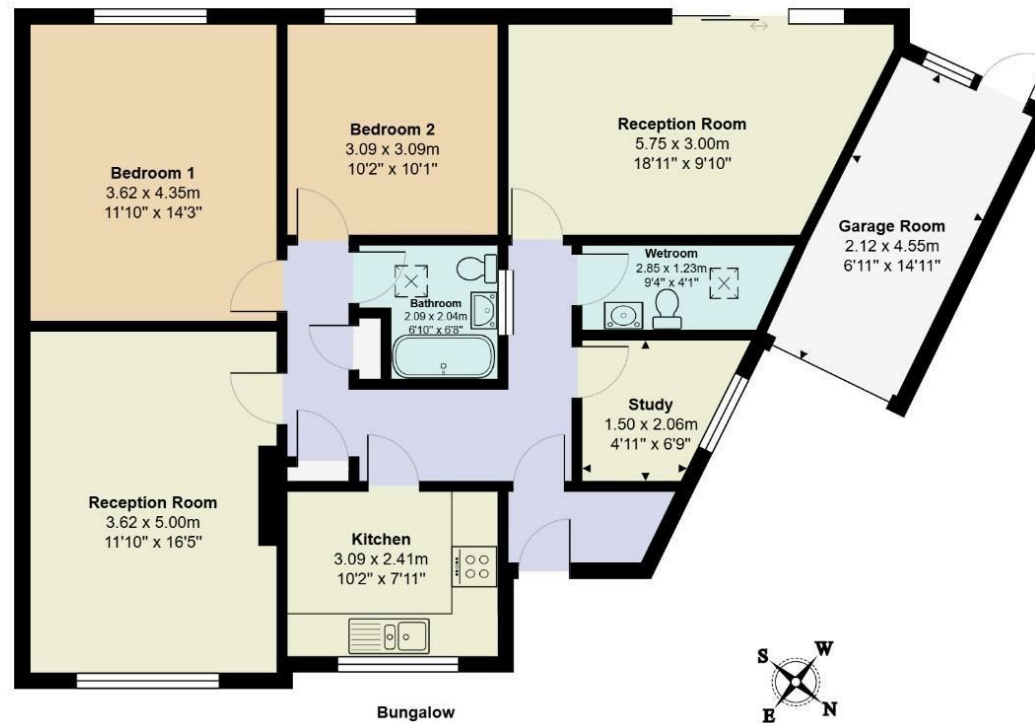 Bedroom 1
3.62 x 4.35m
11'10" x 14'3"
Bedroom 2
3.09 x 3.09m
10'2" x 10'1"
Reception Room
5.75 x 3.00m
18'11" x 9'10"
Garage Room
2.12 x 4.55m
6'11" x 14'11"
Bathroom
2.09 x 2.04m
6'10" x 6'8"
Wetroom
2.85 x 1.23m
9'4" x 4'1"
Study
1.50 x 2.06m
4'11" x 6'9"
Reception Room
3.62 x 5.00m
11'10" x 16'5"
Kitchen
3.09 x 2.41m
10'2" x 7'11"
Bungalow
S W
E N